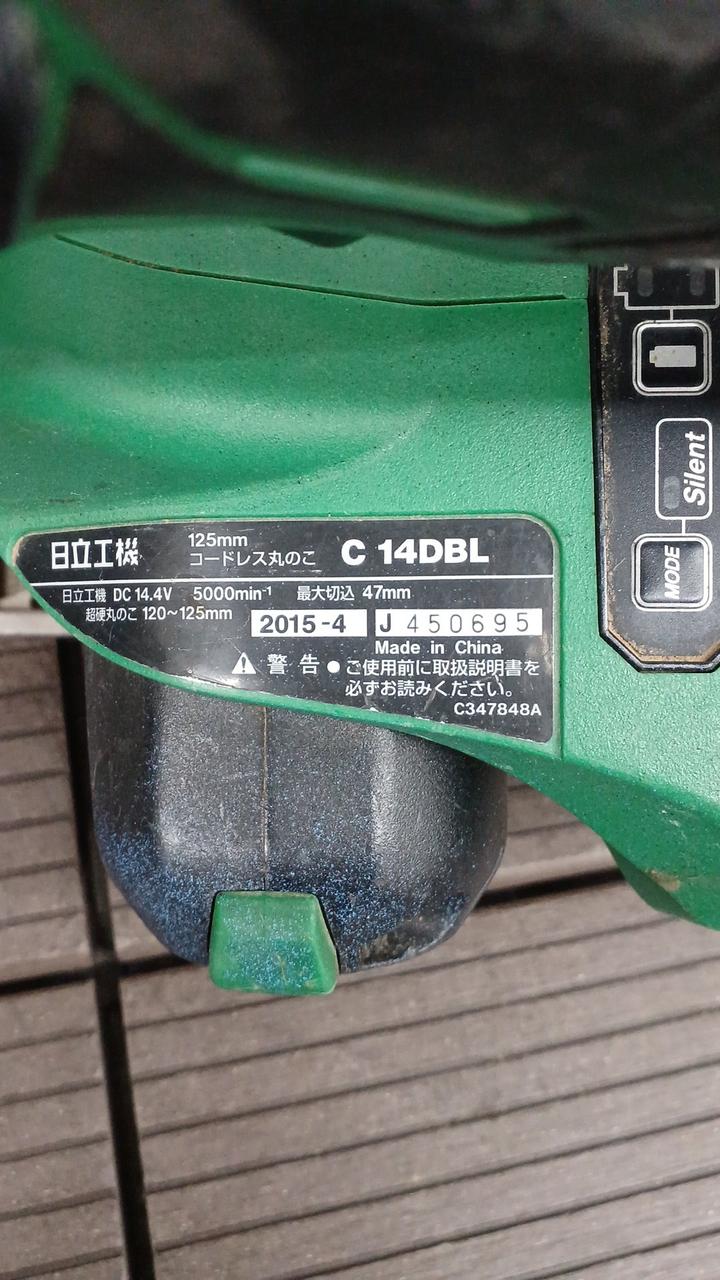 日立工機 125mm コードレス丸のこ C 14DBL
日立工機 DC 14.4V 5000min⁻¹ 最大切込 47mm
超硬丸のこ 120～125mm
2015-4 J 450695
Made in China
⚠ 警告 ●ご使用前に取扱説明書を
必ずお読みください。
C347848A
Silent
MODE